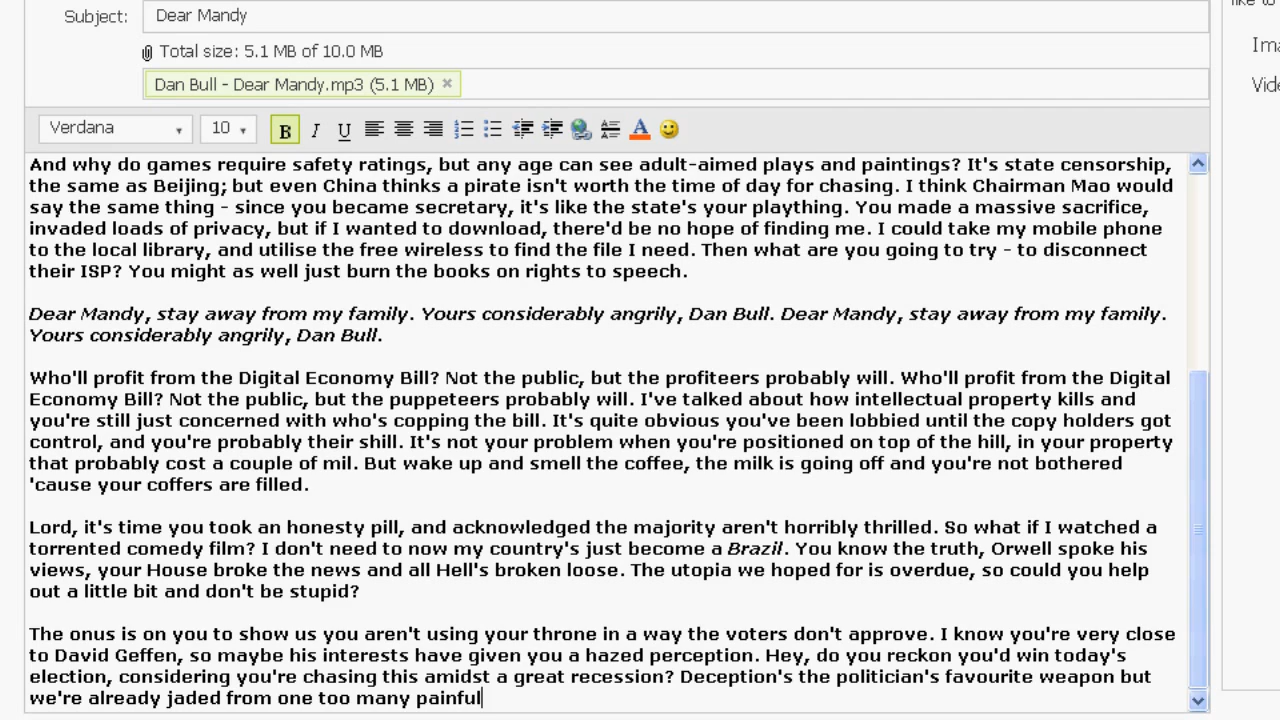 like to
Subject: Dear Mandy
Total size: 5.1 MB of 10.0 MB
Dan Bull - Dear Mandy.mp3 (5.1 MB) ×
Verdana 10 B I U A
And why do games require safety ratings, but any age can see adult-aimed plays and paintings? It's state censorship,
the same as Beijing; but even China thinks a pirate isn't worth the time of day for chasing. I think Chairman Mao would
say the same thing - since you became secretary, it's like the state's your plaything. You made a massive sacrifice,
invaded loads of privacy, but if I wanted to download, there'd be no hope of finding me. I could take my mobile phone
to the local library, and utilise the free wireless to find the file I need. Then what are you going to try - to disconnect
their ISP? You might as well just burn the books on rights to speech.
Dear Mandy, stay away from my family. Yours considerably angrily, Dan Bull. Dear Mandy, stay away from my family.
Yours considerably angrily, Dan Bull.
Who'll profit from the Digital Economy Bill? Not the public, but the profiteers probably will. Who'll profit from the Digital
Economy Bill? Not the public, but the puppeteers probably will. I've talked about how intellectual property kills and
you're still just concerned with who's copping the bill. It's quite obvious you've been lobbied until the copy holders got
control, and you're probably their shill. It's not your problem when you're positioned on top of the hill, in your property
that probably cost a couple of mil. But wake up and smell the coffee, the milk is going off and you're not bothered
'cause your coffers are filled.
Lord, it's time you took an honesty pill, and acknowledged the majority aren't horribly thrilled. So what if I watched a
torrented comedy film? I don't need to now my country's just become a Brazil. You know the truth, Orwell spoke his
views, your House broke the news and all Hell's broken loose. The utopia we hoped for is overdue, so could you help
out a little bit and don't be stupid?
The onus is on you to show us you aren't using your throne in a way the voters don't approve. I know you're very close
to David Geffen, so maybe his interests have given you a hazed perception. Hey, do you reckon you'd win today's
election, considering you're chasing this amidst a great recession? Deception's the politician's favourite weapon but
we're already jaded from one too many painful
Ima
Vide